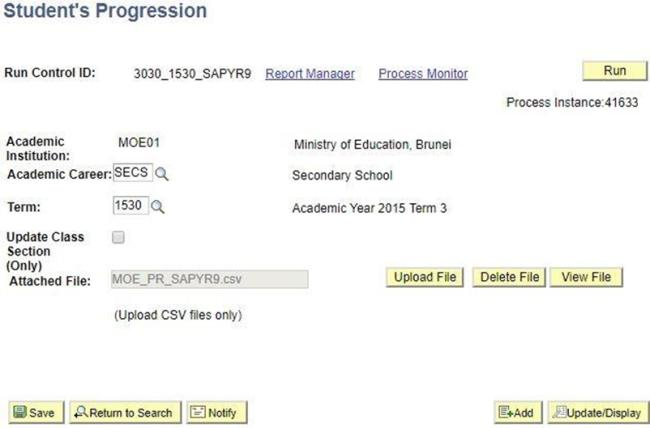 Student's Progression
Run Control ID: 3030_1530_SAPYR9 Report Manager Process Monitor Run
Process Instance:41633
Academic Institution: MOE01 Ministry of Education, Brunei
Academic Career: SECS Secondary School
Term: 1530 Academic Year 2015 Term 3
Update Class
Section
(Only)
Attached File: MOE_PR_SAPYR9.csv Upload File Delete File View File
(Upload CSV files only)
Save Return to Search Notify Add Update/Display